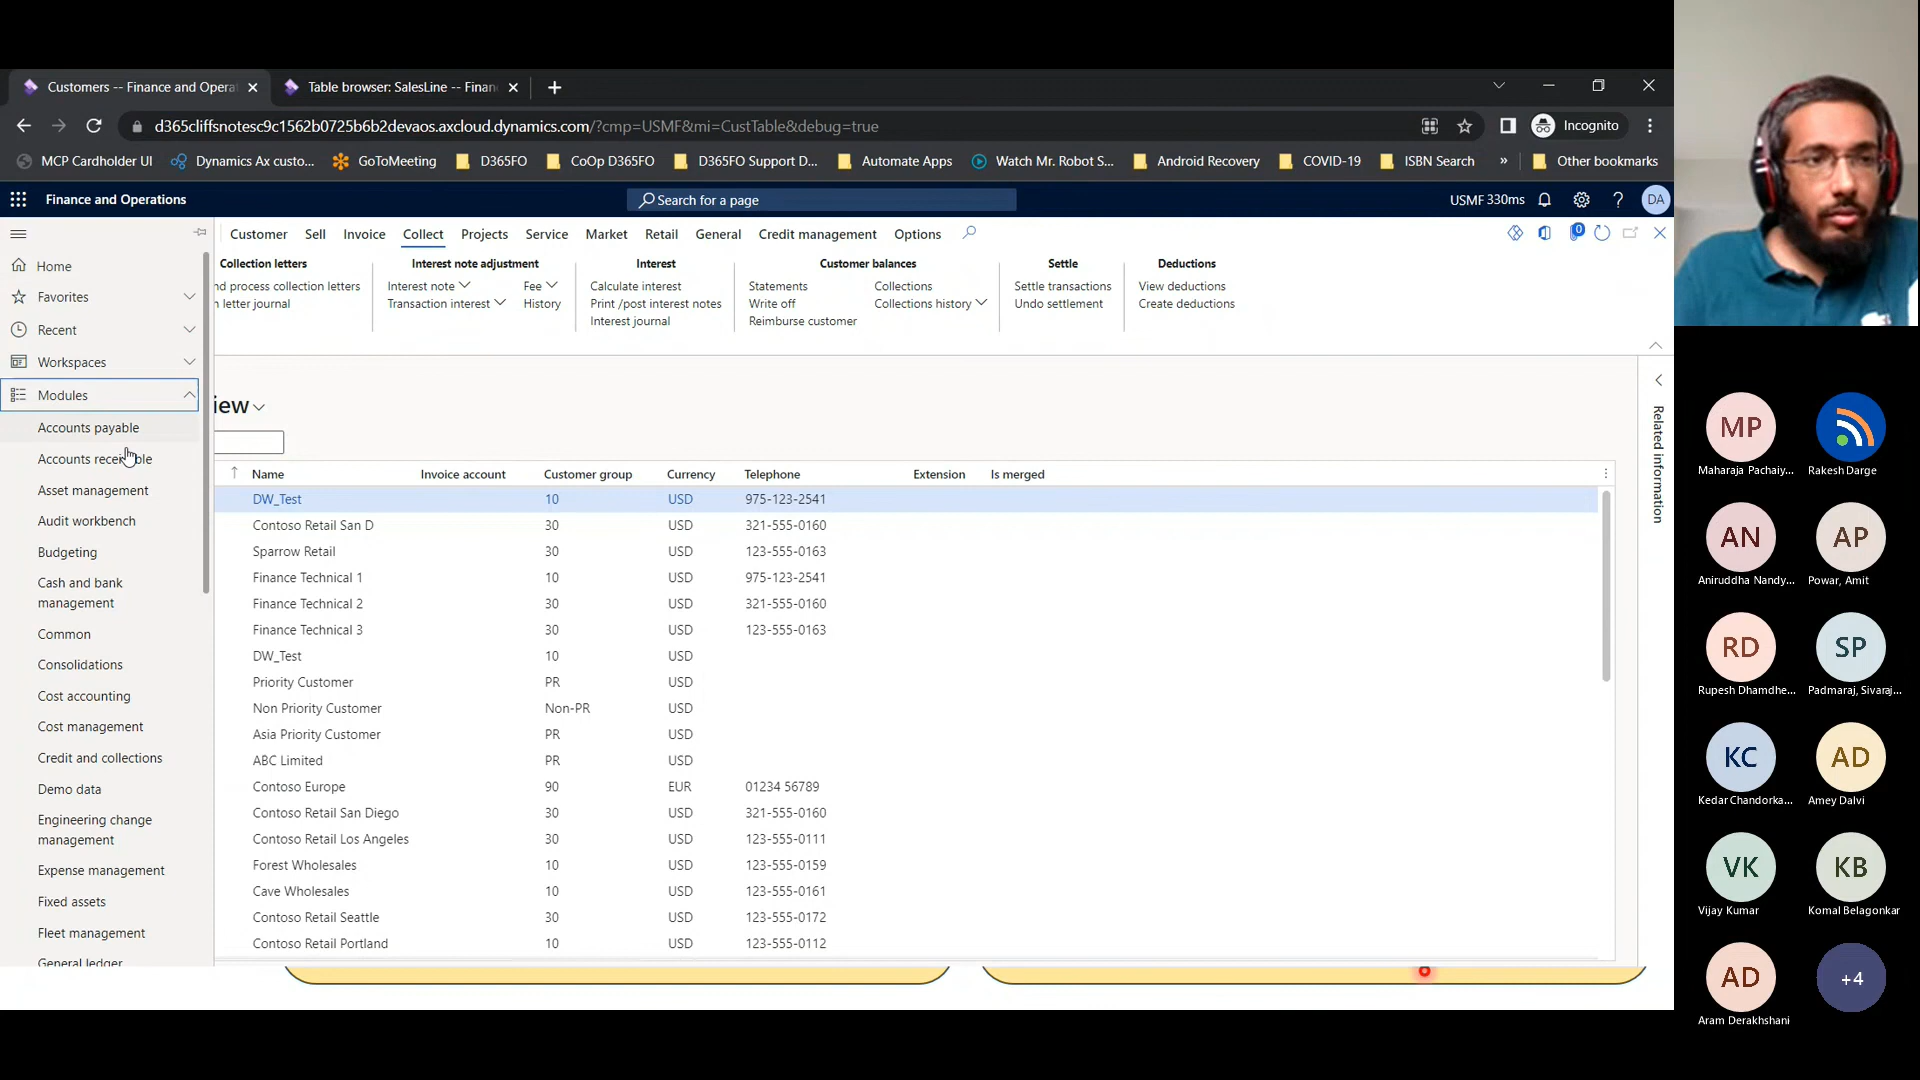 Customers -- Finance and Opera
Table browser: SalesLine -- Finan
d365cliffsnotesc9c1562b0725b6b2devaos.axcloud.dynamics.com/?cmp=USMF&mi=CustTable&debug=true
Incognito
MCP Cardholder UI
Dynamics Ax custo...
GoToMeeting
D365FO
CoOp D365FO
D365FO Support D...
Automate Apps
Watch Mr. Robot S...
Android Recovery
COVID-19
ISBN Search
»
Other bookmarks
Finance and Operations
Search for a page
USMF 330ms
?
DA
Customer
Sell
Invoice
Collect
Projects
Service
Market
Retail
General
Credit management
Options
0
Collection letters
nd process collection letters
n letter journal
Interest note adjustment
Interest note
Transaction interest
Fee
History
Interest
Calculate interest
Print /post interest notes
Interest journal
Customer balances
Statements
Write off
Reimburse customer
Collections
Collections history
Settle
Settle transactions
Undo settlement
Deductions
View deductions
Create deductions
Home
Favorites
Recent
Workspaces
Modules
Accounts payable
Accounts receivable
Asset management
Audit workbench
Budgeting
Cash and bank
management
Common
Consolidations
Cost accounting
Cost management
Credit and collections
Demo data
Engineering change
management
Expense management
Fixed assets
Fleet management
General ledger
iew
Related information
Name Invoice account Customer group Currency Telephone Extension Is merged
DW_Test 10 USD 975-123-2541
Contoso Retail San D 30 USD 321-555-0160
Sparrow Retail 30 USD 123-555-0163
Finance Technical 1 10 USD 975-123-2541
Finance Technical 2 30 USD 321-555-0160
Finance Technical 3 30 USD 123-555-0163
DW_Test 10 USD
Priority Customer PR USD
Non Priority Customer Non-PR USD
Asia Priority Customer PR USD
ABC Limited PR USD
Contoso Europe 90 EUR 01234 56789
Contoso Retail San Diego 30 USD 321-555-0160
Contoso Retail Los Angeles 30 USD 123-555-0111
Forest Wholesales 10 USD 123-555-0159
Cave Wholesales 10 USD 123-555-0161
Contoso Retail Seattle 30 USD 123-555-0172
Contoso Retail Portland 10 USD 123-555-0112
MP
Maharaja Pachaiy...
Rakesh Darge
AN
Aniruddha Nandy...
AP
Powar, Amit
RD
Rupesh Dhamdhe...
SP
Padmaraj, Sivaraj...
KC
Kedar Chandorka...
AD
Amey Dalvi
VK
Vijay Kumar
KB
Komal Belagonkar
AD
Aram Derakhshani
+4